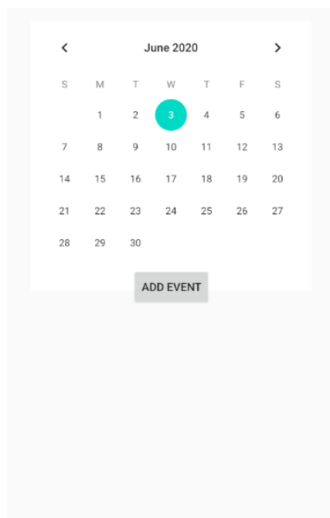 June 2020
S M T W T F S
1 2 3 4 5 6
7 8 9 10 11 12 13
14 15 16 17 18 19 20
21 22 23 24 25 26 27
28 29 30
ADD EVENT